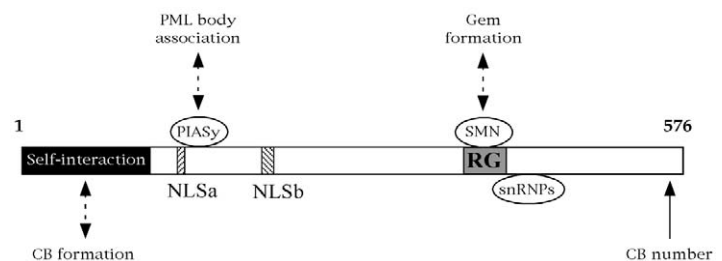 PML body
association
Gem
formation
1
PIASy
SMN
576
Self-interaction
RG
NLSa
NLSb
snRNPs
CB formation
CB number